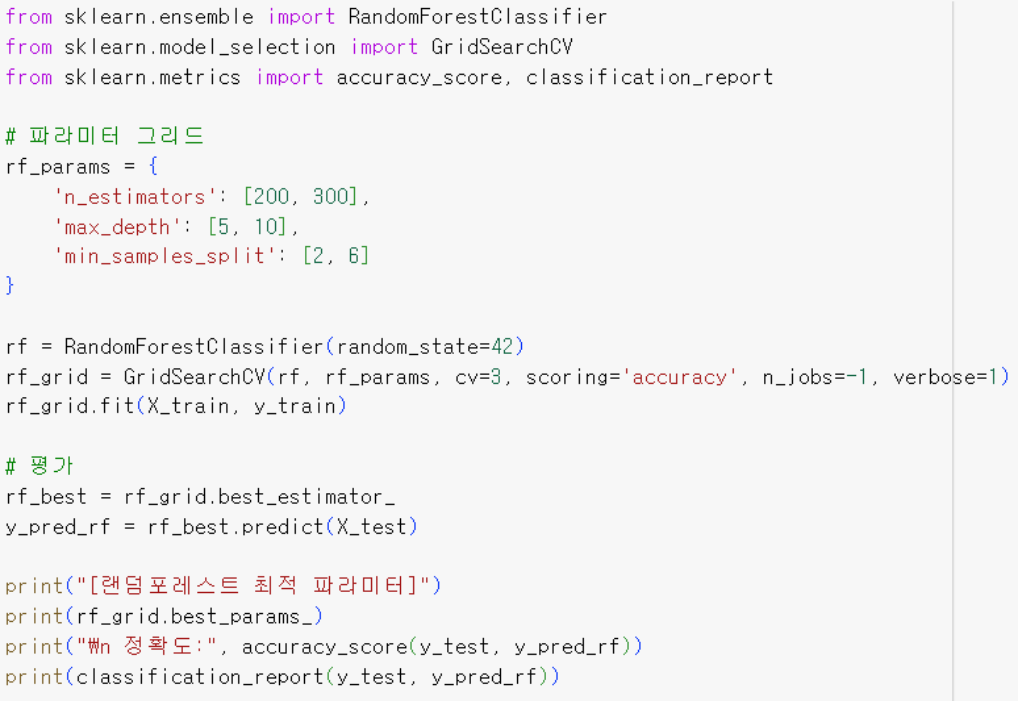 from sklearn.ensemble import RandomForestClassifier
from sklearn.model_selection import GridSearchCV
from sklearn.metrics import accuracy_score, classification_report

# 파라미터 그리드
rf_params = {
    'n_estimators': [200, 300],
    'max_depth': [5, 10],
    'min_samples_split': [2, 6]
}

rf = RandomForestClassifier(random_state=42)
rf_grid = GridSearchCV(rf, rf_params, cv=3, scoring='accuracy', n_jobs=-1, verbose=1)
rf_grid.fit(X_train, y_train)

# 평가
rf_best = rf_grid.best_estimator_
y_pred_rf = rf_best.predict(X_test)

print("[랜덤포레스트 최적 파라미터]")
print(rf_grid.best_params_)
print("₩n 정확도:", accuracy_score(y_test, y_pred_rf))
print(classification_report(y_test, y_pred_rf))